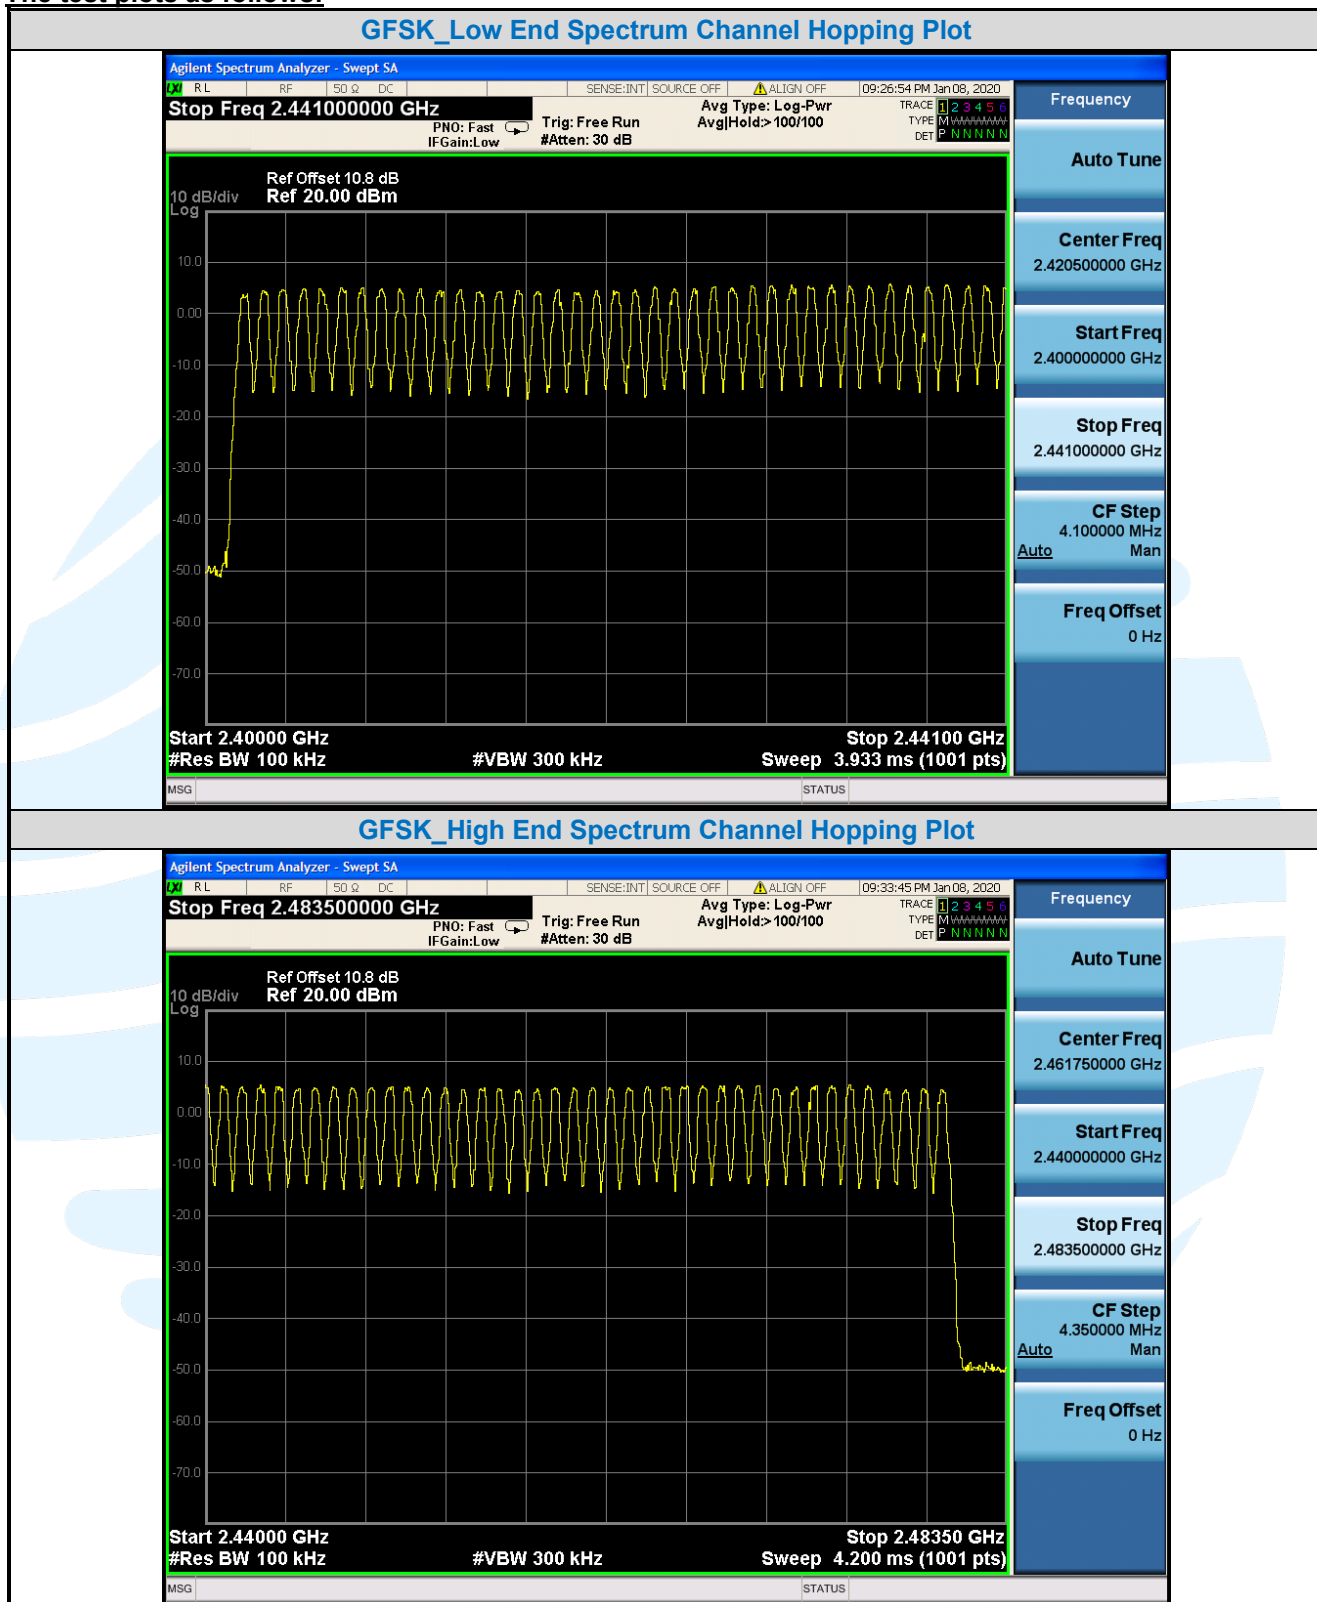 The test plots as follows:
GFSK_Low End Spectrum Channel Hopping Plot
Agilent Spectrum Analyzer - Swept SA
LXI RL RF 50 Ω DC SENSE:INT SOURCE OFF ALIGN OFF 09:26:54 PM Jan 08, 2020
Stop Freq 2.441000000 GHz
PNO: Fast
IFGain:Low
Trig: Free Run
#Atten: 30 dB
Avg Type: Log-Pwr
Avg|Hold:>100/100
TRACE 1 2 3 4 5 6
TYPE M WWWWW
DET P N N N N N
Ref Offset 10.8 dB
10 dB/div Ref 20.00 dBm
Log
10.0
0.00
-10.0
-20.0
-30.0
-40.0
-50.0
-60.0
-70.0
Start 2.40000 GHz Stop 2.44100 GHz
#Res BW 100 kHz #VBW 300 kHz Sweep 3.933 ms (1001 pts)
MSG STATUS
Frequency
Auto Tune
Center Freq
2.420500000 GHz
Start Freq
2.400000000 GHz
Stop Freq
2.441000000 GHz
CF Step
4.100000 MHz
Auto Man
Freq Offset
0 Hz
GFSK_High End Spectrum Channel Hopping Plot
Agilent Spectrum Analyzer - Swept SA
LXI RL RF 50 Ω DC SENSE:INT SOURCE OFF ALIGN OFF 09:33:45 PM Jan 08, 2020
Stop Freq 2.483500000 GHz
PNO: Fast
IFGain:Low
Trig: Free Run
#Atten: 30 dB
Avg Type: Log-Pwr
Avg|Hold:>100/100
TRACE 1 2 3 4 5 6
TYPE M WWWWW
DET P N N N N N
Ref Offset 10.8 dB
10 dB/div Ref 20.00 dBm
Log
10.0
0.00
-10.0
-20.0
-30.0
-40.0
-50.0
-60.0
-70.0
Start 2.44000 GHz Stop 2.48350 GHz
#Res BW 100 kHz #VBW 300 kHz Sweep 4.200 ms (1001 pts)
MSG STATUS
Frequency
Auto Tune
Center Freq
2.461750000 GHz
Start Freq
2.440000000 GHz
Stop Freq
2.483500000 GHz
CF Step
4.350000 MHz
Auto Man
Freq Offset
0 Hz